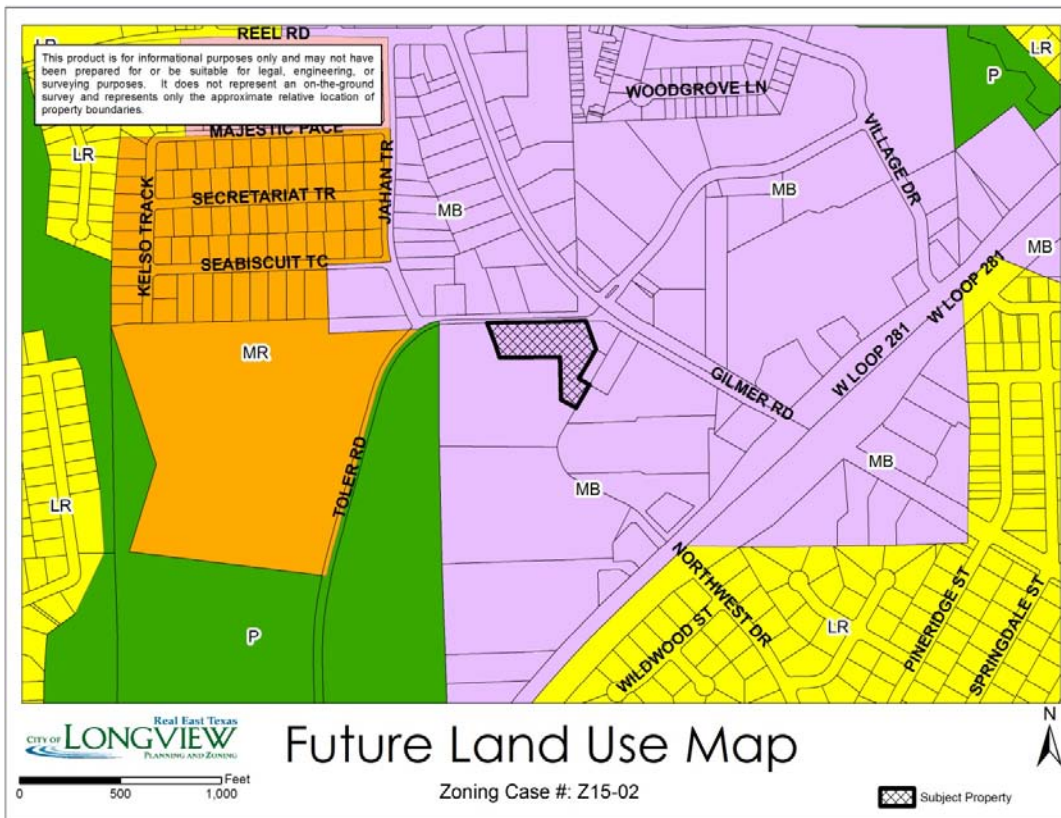 REEL RD
LR
This product is for informational purposes only and may not have
been prepared for or be suitable for legal, engineering, or
surveying purposes. It does not represent an on-the-ground
survey and represents only the approximate relative location of
property boundaries.
LR
P
WOODGROVE LN
MAJESTIC PACE
VILLAGE DR
LR
SECRETARIAT TR
JAHAN TR
MB
MB
KELSO TRACK
SEABISCUIT TC
MB
W LOOP 281
MR
W LOOP 281
GILMER RD
TOLER RD
MB
MB
LR
NORTHWEST DR
P
WILDWOOD ST
LR
PINERIDGE ST
SPRINGDALE ST
Real East Texas
CITY OF LONGVIEW
PLANNING AND ZONING
Future Land Use Map
N
Feet
0 500 1,000
Zoning Case #: Z15-02
Subject Property